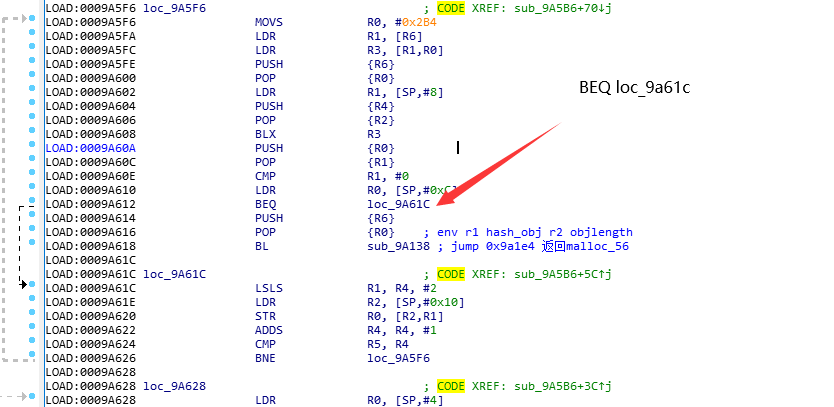 LOAD:0009A5F6 loc_9A5F6 ; CODE XREF: sub_9A5B6+70↓j
LOAD:0009A5F6 MOVS R0, #0x2B4
LOAD:0009A5FA LDR R1, [R6]
LOAD:0009A5FC LDR R3, [R1,R0]
LOAD:0009A5FE PUSH {R6}
LOAD:0009A600 POP {R0}
LOAD:0009A602 LDR R1, [SP,#8]
LOAD:0009A604 PUSH {R4}
LOAD:0009A606 POP {R2}
LOAD:0009A608 BLX R3
LOAD:0009A60A PUSH {R0}
LOAD:0009A60C POP {R1}
LOAD:0009A60E CMP R1, #0
LOAD:0009A610 LDR R0, [SP,#0xC]
LOAD:0009A612 BEQ loc_9A61C
LOAD:0009A614 PUSH {R6}
LOAD:0009A616 POP {R0} ; env r1 hash_obj r2 objlength
LOAD:0009A618 BL sub_9A138 ; jump 0x9a1e4 返回malloc_56
LOAD:0009A61C
LOAD:0009A61C loc_9A61C ; CODE XREF: sub_9A5B6+5C↑j
LOAD:0009A61C LSLS R1, R4, #2
LOAD:0009A61E LDR R2, [SP,#0x10]
LOAD:0009A620 STR R0, [R2,R1]
LOAD:0009A622 ADDS R4, R4, #1
LOAD:0009A624 CMP R5, R4
LOAD:0009A626 BNE loc_9A5F6
LOAD:0009A628
LOAD:0009A628 loc_9A628 ; CODE XREF: sub_9A5B6+3C↑j
LOAD:0009A628 LDR R0, [SP,#4]
BEQ loc_9a61c